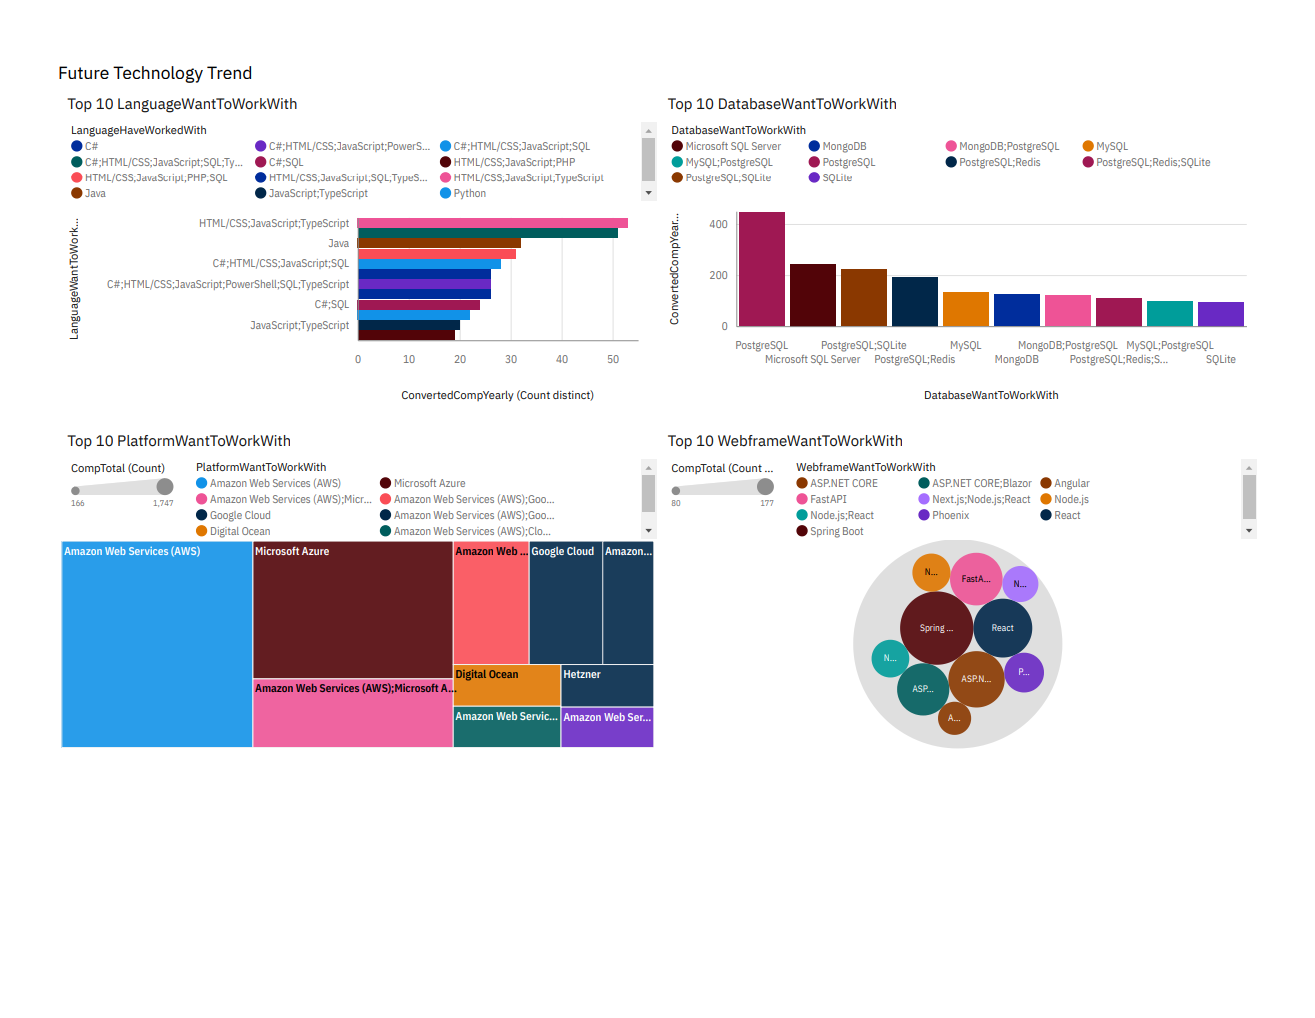 Future Technology Trend
Top 10 LanguageWantToWorkWith
LanguageHaveWorkedWith
C#
C#;HTML/CSS;JavaScript;PowerS...
C#;HTML/CSS;JavaScript;SQL
C#;HTML/CSS;JavaScript;SQL;Ty...
C#;SQL
HTML/CSS;JavaScript;PHP
HTML/CSS;JavaScript;PHP;SQL
HTML/CSS;JavaScript;SQL;TypeS...
HTML/CSS;JavaScript;TypeScript
Java
JavaScript;TypeScript
Python
LanguageWantToWork...
HTML/CSS;JavaScript;TypeScript
Java
C#;HTML/CSS;JavaScript;SQL
C#;HTML/CSS;JavaScript;PowerShell;SQL;TypeScript
C#;SQL
JavaScript;TypeScript
0 10 20 30 40 50
ConvertedCompYearly (Count distinct)
Top 10 DatabaseWantToWorkWith
DatabaseWantToWorkWith
Microsoft SQL Server
MongoDB
MongoDB;PostgreSQL
MySQL
MySQL;PostgreSQL
PostgreSQL
PostgreSQL;Redis
PostgreSQL;Redis;SQLite
PostgreSQL;SQLite
SQLite
ConvertedCompYear...
400
200
0
PostgreSQL
Microsoft SQL Server
PostgreSQL;SQLite
PostgreSQL;Redis
MySQL
MongoDB
MongoDB;PostgreSQL
PostgreSQL;Redis;S...
MySQL;PostgreSQL
SQLite
DatabaseWantToWorkWith
Top 10 PlatformWantToWorkWith
CompTotal (Count)
166 1,747
PlatformWantToWorkWith
Amazon Web Services (AWS)
Microsoft Azure
Amazon Web Services (AWS);Micr...
Amazon Web Services (AWS);Goo...
Google Cloud
Amazon Web Services (AWS);Goo...
Digital Ocean
Amazon Web Services (AWS);Clo...
Amazon Web Services (AWS)
Microsoft Azure
Amazon Web Services (AWS);Microsoft A...
Amazon Web ...
Google Cloud
Amazon...
Digital Ocean
Hetzner
Amazon Web Servic...
Amazon Web Ser...
Top 10 WebframeWantToWorkWith
CompTotal (Count ...
80 177
WebframeWantToWorkWith
ASP.NET CORE
ASP.NET CORE;Blazor
Angular
FastAPI
Next.js;Node.js;React
Node.js
Node.js;React
Phoenix
React
Spring Boot
N...
FastA...
N...
Spring ...
React
N...
ASP...
ASP.N...
P...
A...